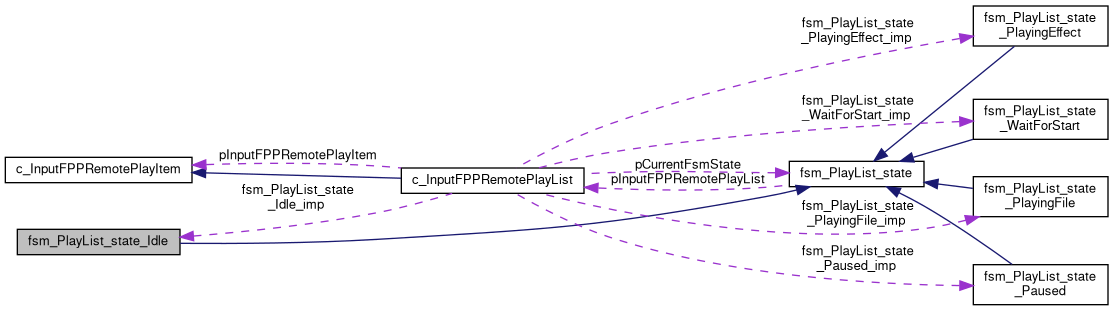 fsm_PlayList_state
_PlayingEffect
fsm_PlayList_state
_PlayingEffect_imp
fsm_PlayList_state
_WaitForStart_imp
fsm_PlayList_state
_WaitForStart
pInputFPPRemotePlayItem
c_InputFPPRemotePlayItem
c_InputFPPRemotePlayList
pCurrentFsmState
pInputFPPRemotePlayList
fsm_PlayList_state
fsm_PlayList_state
_Idle_imp
fsm_PlayList_state
_PlayingFile_imp
fsm_PlayList_state
_PlayingFile
fsm_PlayList_state_Idle
fsm_PlayList_state
_Paused_imp
fsm_PlayList_state
_Paused